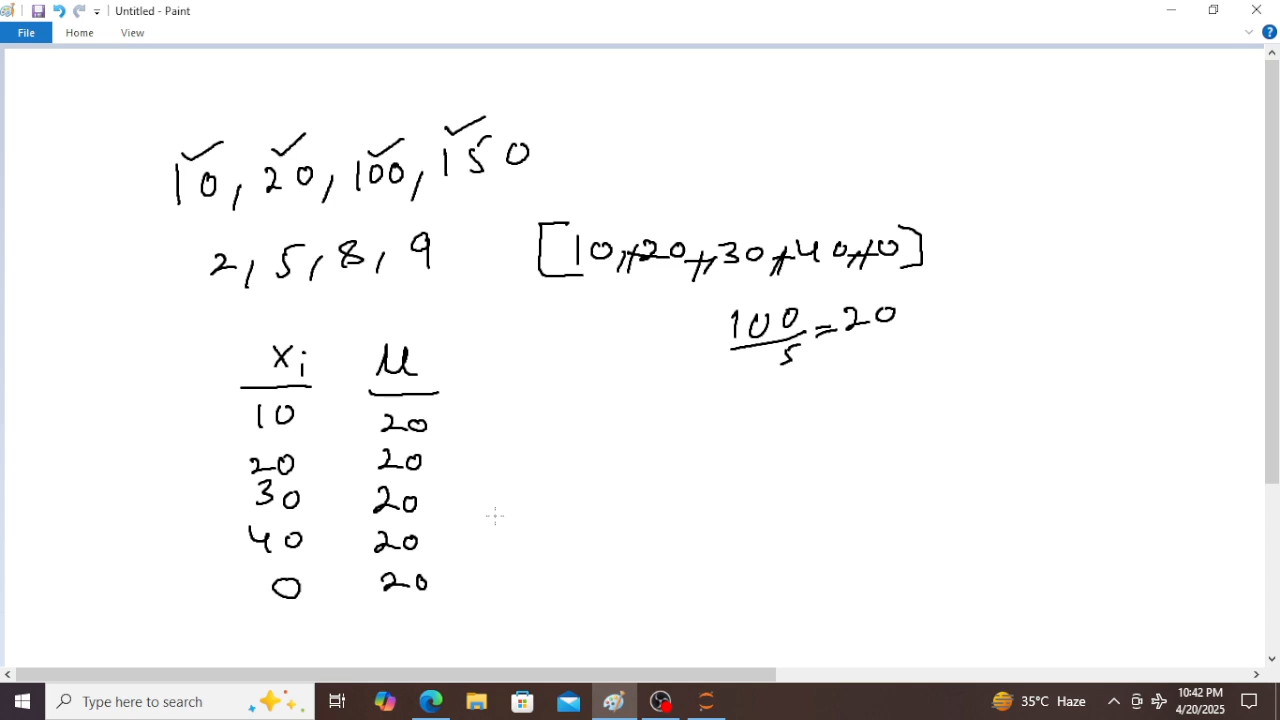 Untitled - Paint
File Home View
10, 20, 100, 150
2, 5, 8, 9
[10,+20+,30,+40,+0]
100/5 = 20
xi μ
10 20
20 20
30 20
40 20
0 20
Type here to search
35°C Haze
10:42 PM
4/20/2025